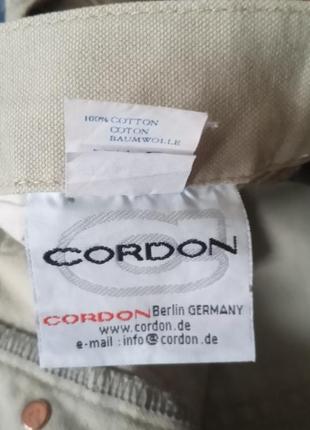 100% COTTON
COTON
BAUMWOLLE
CORDON
CORDON Berlin GERMANY
www.cordon.de
e-mail : info@cordon.de